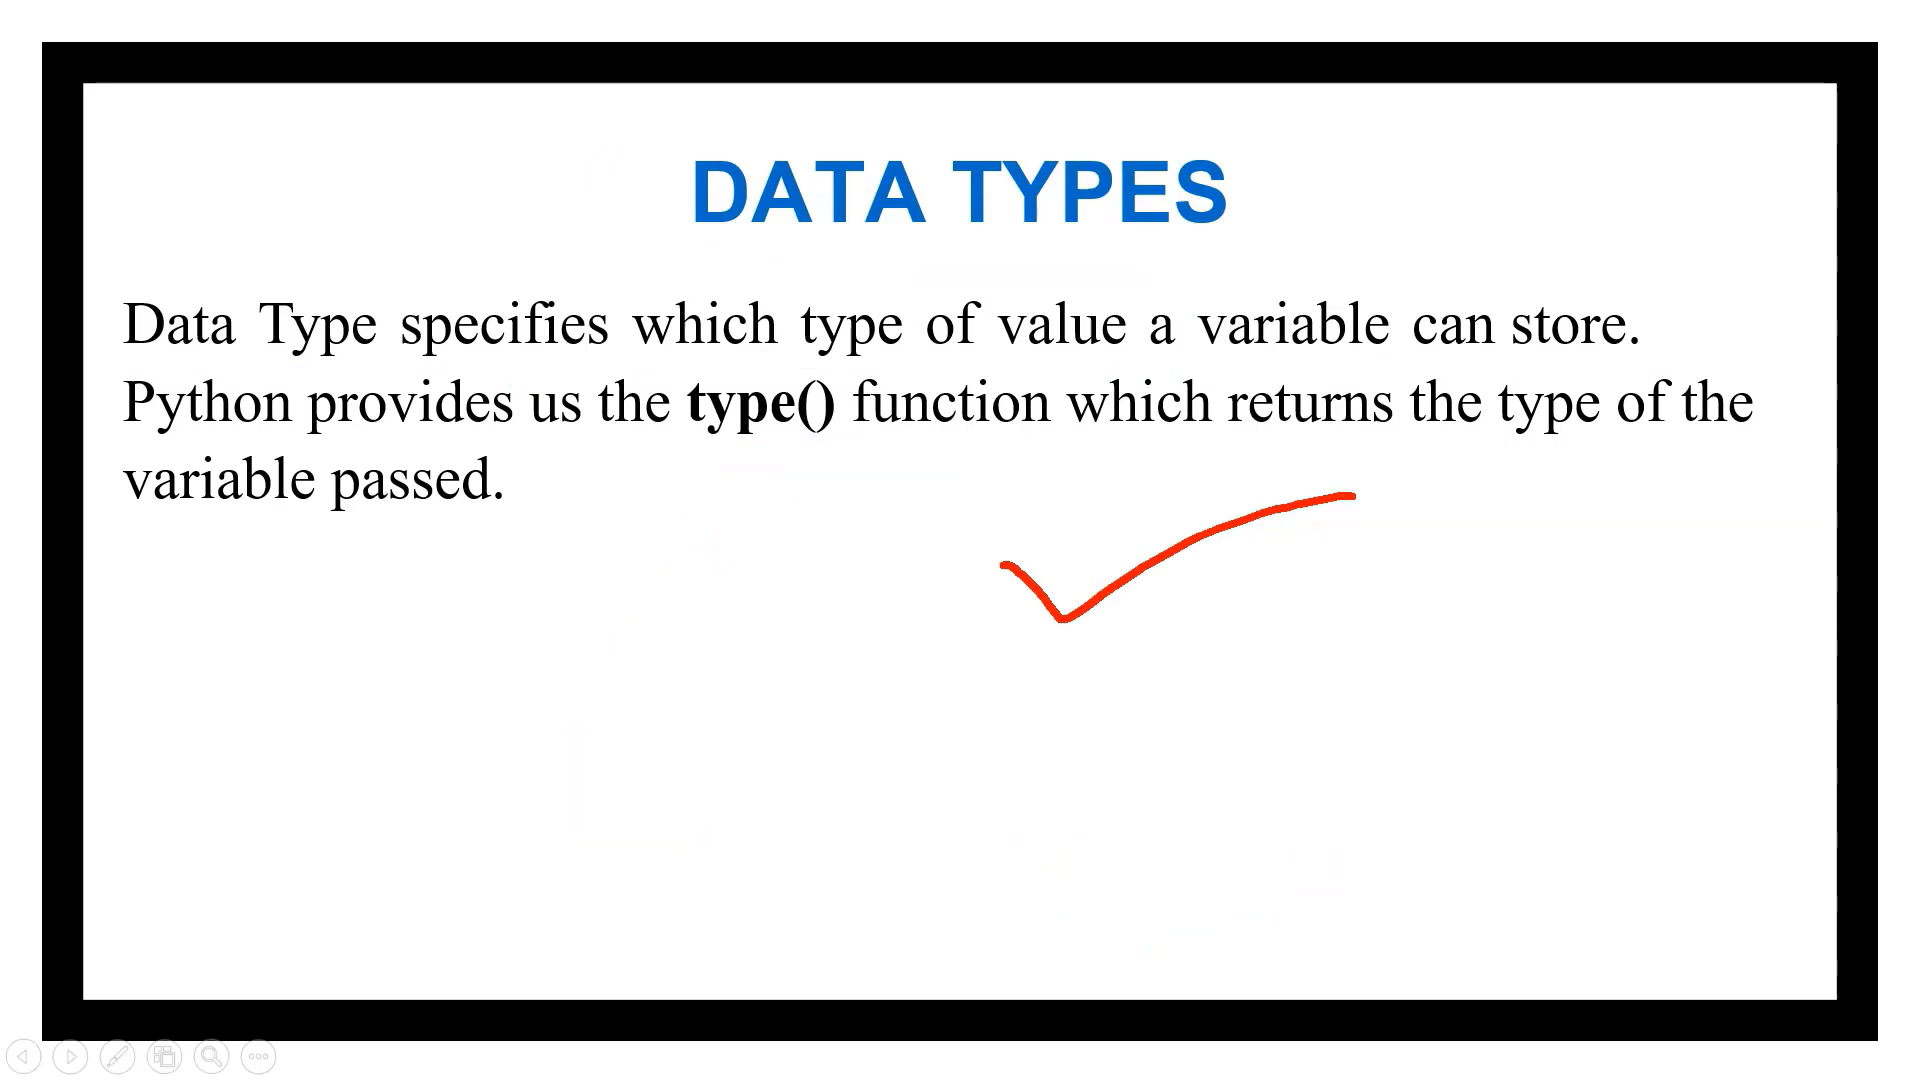 DATA TYPES
Data Type specifies which type of value a variable can store.
Python provides us the type() function which returns the type of the
variable passed.